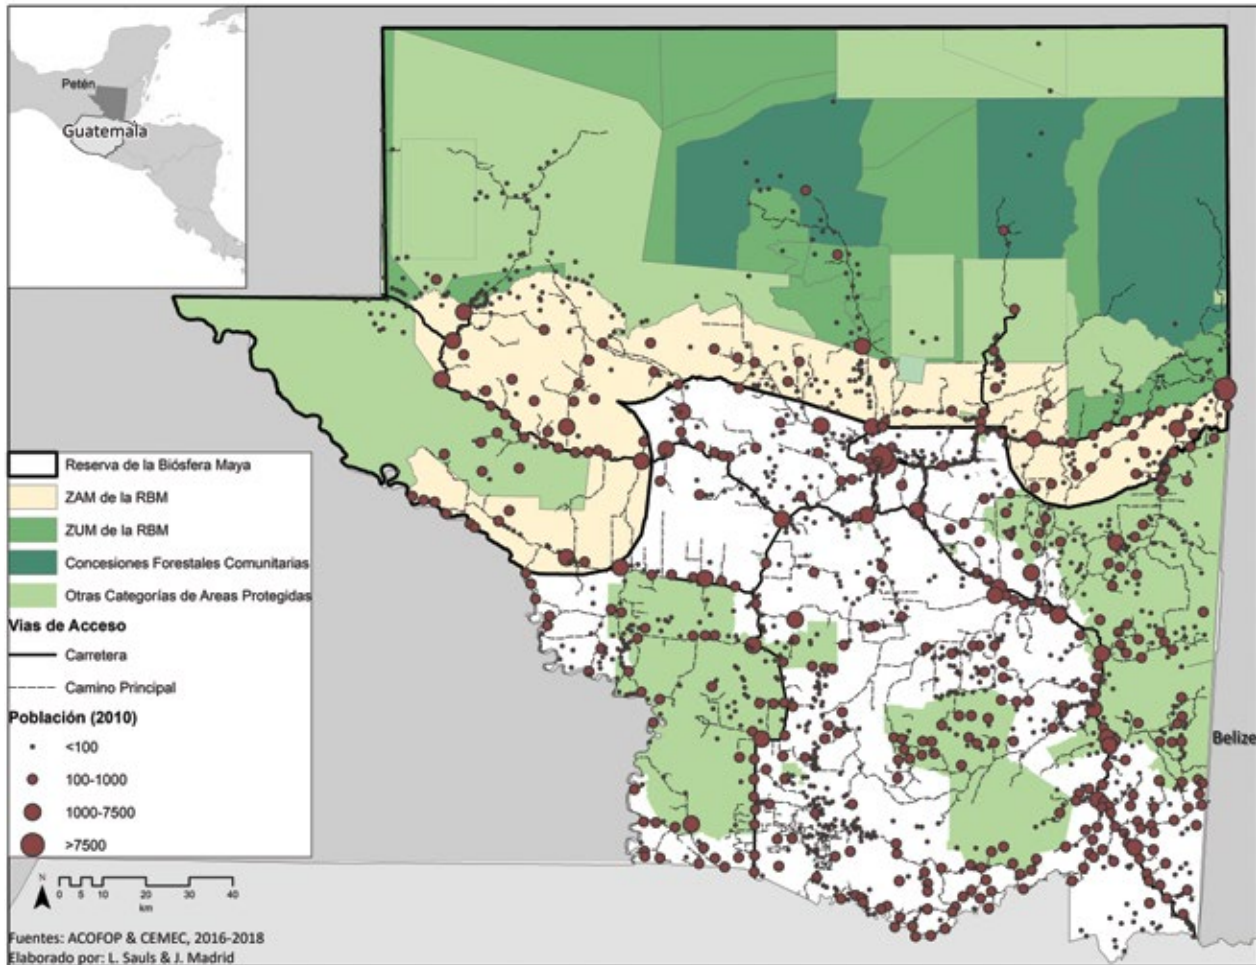 Petén
Guatemala
Reserva de la Biósfera Maya
ZAM de la RBM
ZUM de la RBM
Concesiones Forestales Comunitarias
Otras Categorías de Areas Protegidas
Vias de Acceso
Carretera
Camino Principal
Población (2010)
<100
100-1000
1000-7500
>7500
Belize
N
0 5 10 20 30 40
km
Fuentes: ACOFOP & CEMEC, 2016-2018
Elaborado por: L. Sauls & J. Madrid